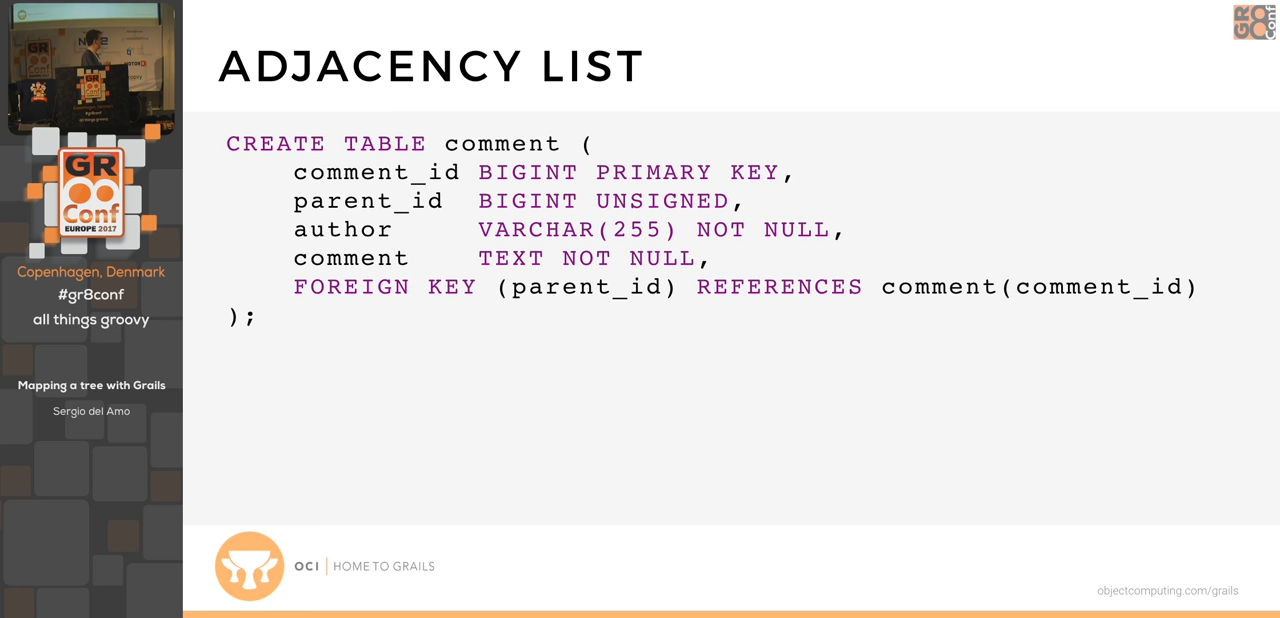 GR
Conf
ADJACENCY LIST
CREATE TABLE comment (
    comment_id BIGINT PRIMARY KEY,
    parent_id  BIGINT UNSIGNED,
    author     VARCHAR(255) NOT NULL,
    comment    TEXT NOT NULL,
    FOREIGN KEY (parent_id) REFERENCES comment(comment_id)
);
GR
Conf
EUROPE 2017
Copenhagen, Denmark
#gr8conf
all things groovy
Mapping a tree with Grails
Sergio del Amo
OCI | HOME TO GRAILS
objectcomputing.com/grails